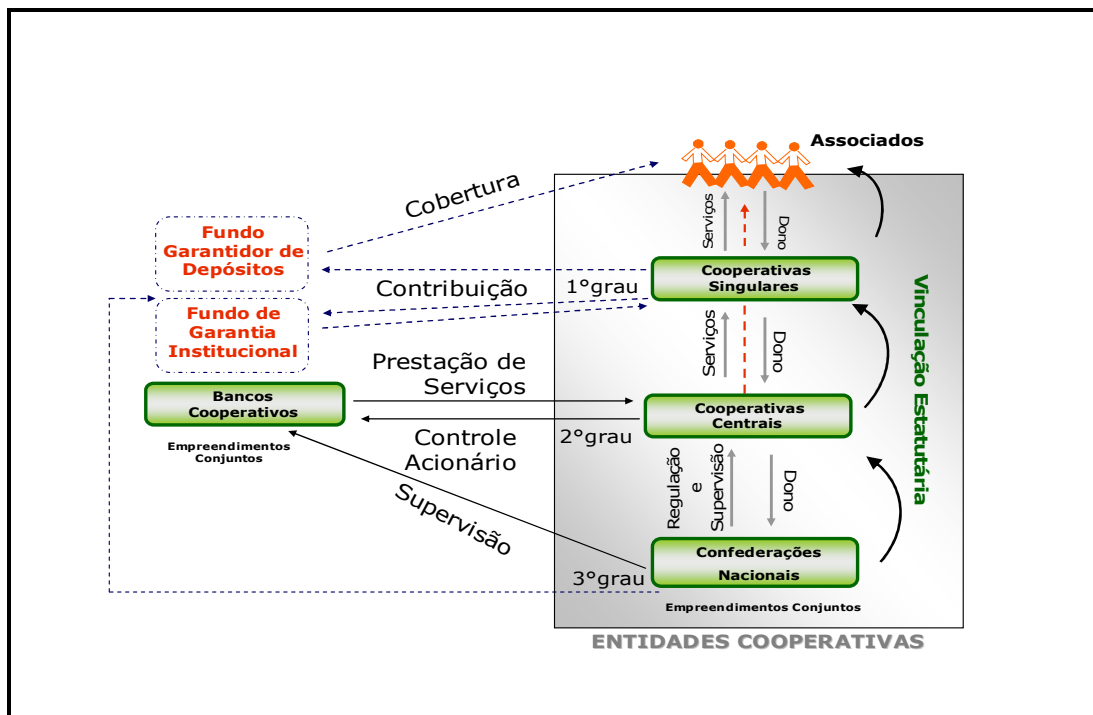 Associados
Cobertura
Serviços
Dono
Fundo
Garantidor de
Depósitos
Cooperativas
Singulares
1°grau
Contribuição
Fundo de
Garantia
Institucional
Serviços
Dono
Vinculação Estatutária
Prestação de
Serviços
Bancos
Cooperativos
Cooperativas
Centrais
2°grau
Controle
Acionário
Empreendimentos
Conjuntos
Regulação
e
Supervisão
Dono
Supervisão
Confederações
Nacionais
3°grau
Empreendimentos Conjuntos
ENTIDADES COOPERATIVAS